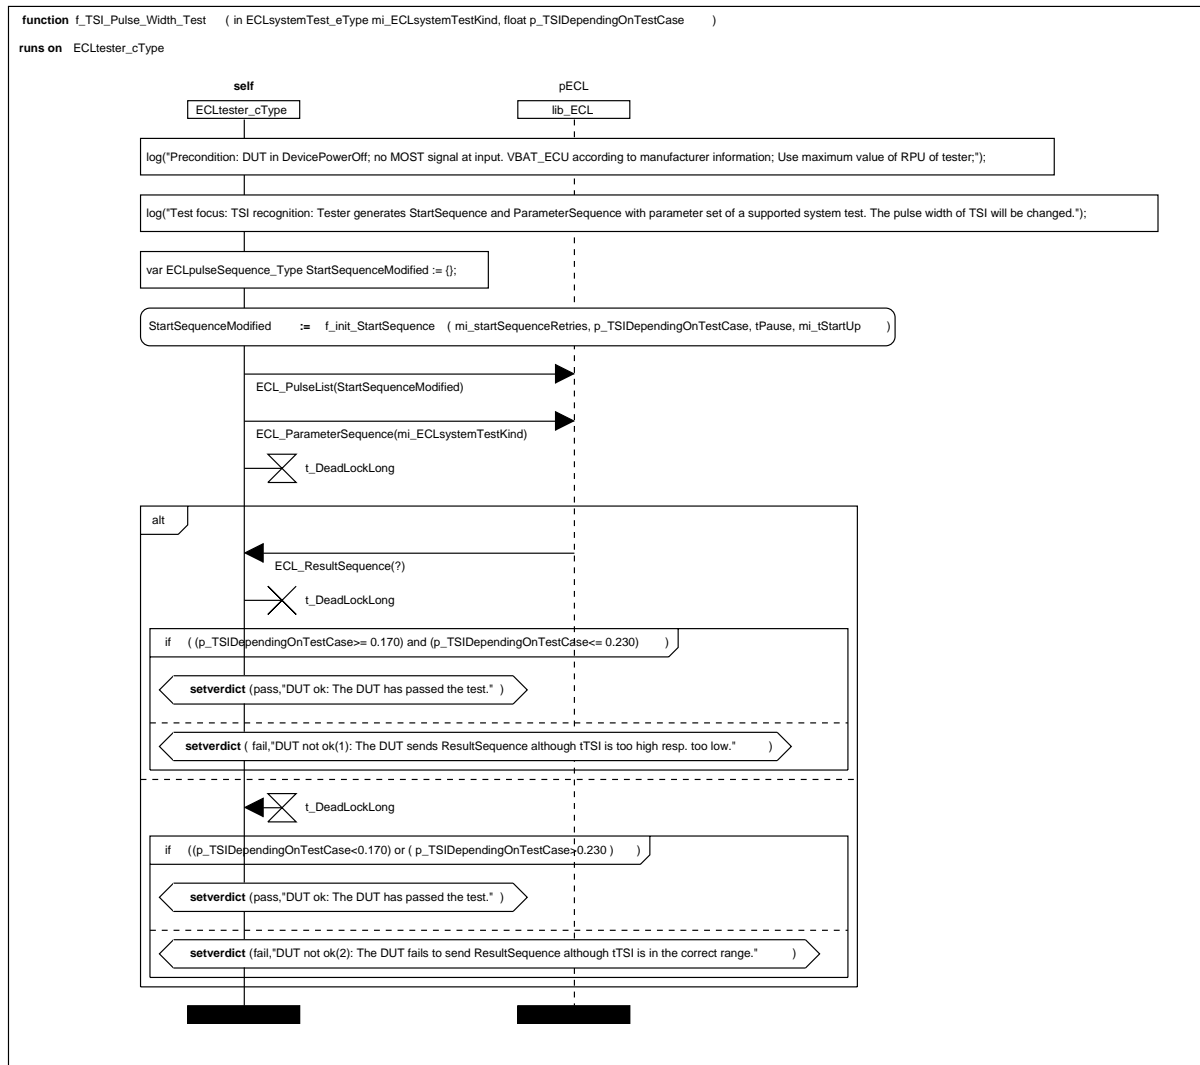 function f_TSI_Pulse_Width_Test ( in ECLsystemTest_eType mi_ECLsystemTestKind, float p_TSIDependingOnTestCase )
runs on ECLtester_cType
self pECL
ECLtester_cType lib_ECL
log("Precondition: DUT in DevicePowerOff; no MOST signal at input. VBAT_ECU according to manufacturer information; Use maximum value of RPU of tester;");
log("Test focus: TSI recognition: Tester generates StartSequence and ParameterSequence with parameter set of a supported system test. The pulse width of TSI will be changed.");
var ECLpulseSequence_Type StartSequenceModified := {};
StartSequenceModified := f_init_StartSequence ( mi_startSequenceRetries, p_TSIDependingOnTestCase, tPause, mi_tStartUp )
ECL_PulseList(StartSequenceModified)
ECL_ParameterSequence(mi_ECLsystemTestKind)
t_DeadLockLong
alt
ECL_ResultSequence(?)
t_DeadLockLong
if ( (p_TSIDependingOnTestCase>= 0.170) and (p_TSIDependingOnTestCase<= 0.230) )
setverdict (pass,"DUT ok: The DUT has passed the test." )
setverdict ( fail,"DUT not ok(1): The DUT sends ResultSequence although tTSI is too high resp. too low." )
t_DeadLockLong
if ((p_TSIDependingOnTestCase<0.170) or ( p_TSIDependingOnTestCase>0.230 ) )
setverdict (pass,"DUT ok: The DUT has passed the test." )
setverdict (fail,"DUT not ok(2): The DUT fails to send ResultSequence although tTSI is in the correct range." )